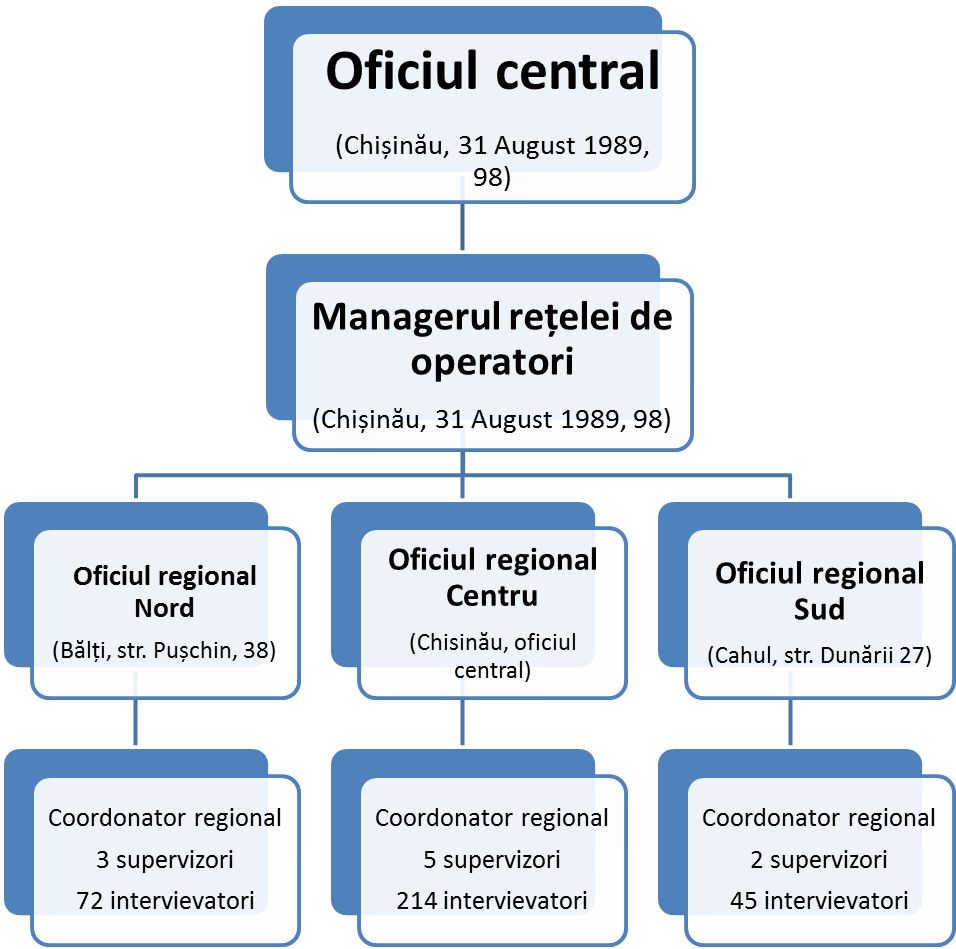 Oficiul central
(Chișinău, 31 August 1989,
98)
Managerul rețelei de
operatori
(Chișinău, 31 August 1989, 98)
Oficiul regional
Nord
(Bălți, str. Pușchin, 38)
Oficiul regional
Centru
(Chisinău, oficiul
central)
Oficiul regional
Sud
(Cahul, str. Dunării 27)
Coordonator regional
3 supervizori
72 intervievatori
Coordonator regional
5 supervizori
214 intervievatori
Coordonator regional
2 supervizori
45 intervievatori